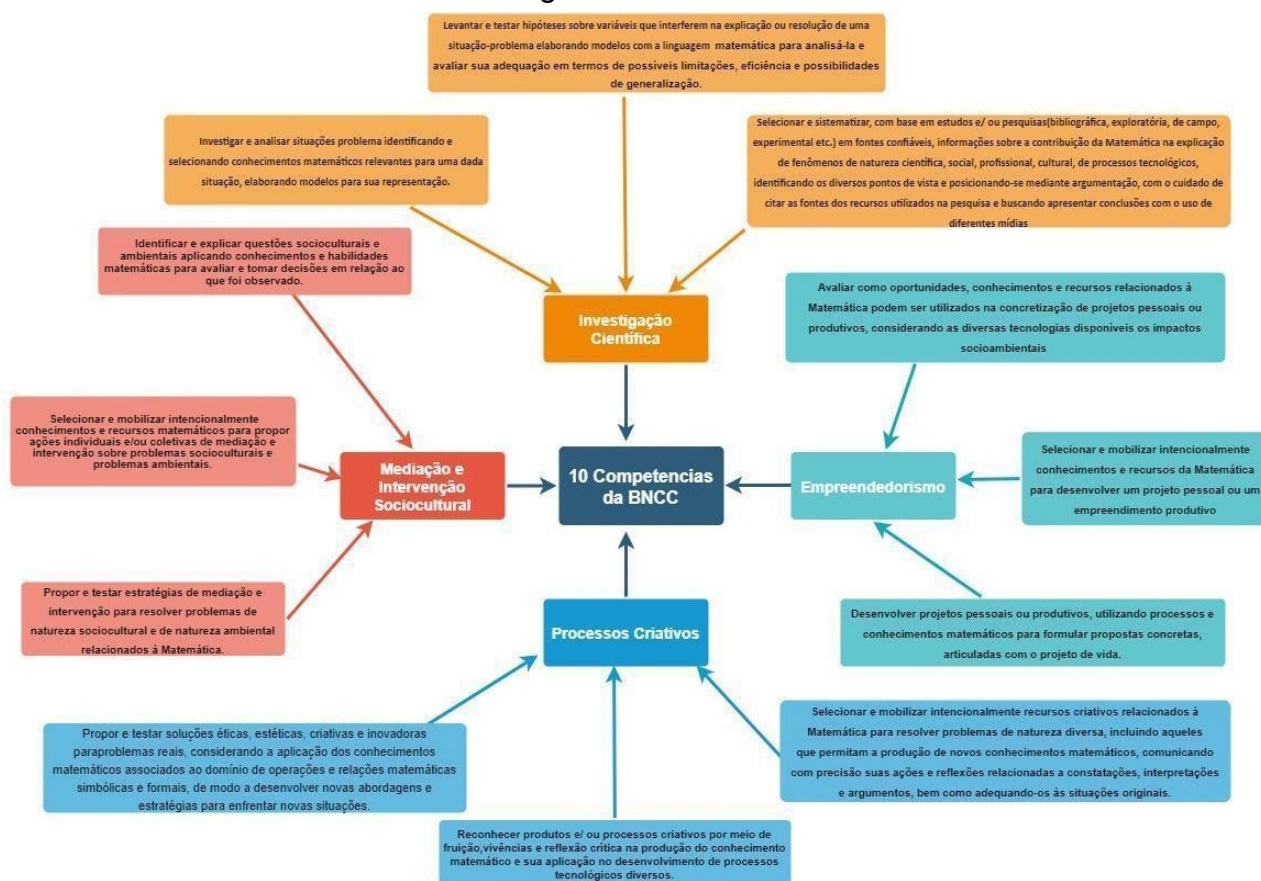 Levantar e testar hipóteses sobre variáveis que interferem na explicação ou resolução de uma
situação-problema elaborando modelos com a linguagem matemática para analisá-la e
avaliar sua adequação em termos de possíveis limitações, eficiência e possibilidades
de generalização.
Investigar e analisar situações problema identificando e
selecionando conhecimentos matemáticos relevantes para uma dada
situação, elaborando modelos para sua representação.
Selecionar e sistematizar, com base em estudos e/ ou pesquisas(bibliográfica, exploratória, de campo,
experimental etc.) em fontes confiáveis, informações sobre a contribuição da Matemática na explicação
de fenômenos de natureza científica, social, profissional, cultural, de processos tecnológicos,
identificando os diversos pontos de vista e posicionando-se mediante argumentação, com o cuidado de
citar as fontes dos recursos utilizados na pesquisa e buscando apresentar conclusões com o uso de
diferentes mídias
Identificar e explicar questões socioculturais e
ambientais aplicando conhecimentos e habilidades
matemáticas para avaliar e tomar decisões em relação ao
que foi observado.
Investigação
Científica
Avaliar como oportunidades, conhecimentos e recursos relacionados à
Matemática podem ser utilizados na concretização de projetos pessoais ou
produtivos, considerando as diversas tecnologias disponíveis os impactos
socioambientais
Selecionar e mobilizar intencionalmente
conhecimentos e recursos matemáticos para propor
ações individuais e/ou coletivas de mediação e
intervenção sobre problemas socioculturais e
problemas ambientais.
Mediação e
Intervenção
Sociocultural
10 Competencias
da BNCC
Empreendedorismo
Selecionar e mobilizar intencionalmente
conhecimentos e recursos da Matemática
para desenvolver um projeto pessoal ou um
empreendimento produtivo
Propor e testar estratégias de mediação e
intervenção para resolver problemas de
natureza sociocultural e de natureza ambiental
relacionados à Matemática.
Processos Criativos
Desenvolver projetos pessoais ou produtivos, utilizando processos e
conhecimentos matemáticos para formular propostas concretas,
articuladas com o projeto de vida.
Propor e testar soluções éticas, estéticas, criativas e inovadoras
paraproblemas reais, considerando a aplicação dos conhecimentos
matemáticos associados ao domínio de operações e relações matemáticas
simbólicas e formais, de modo a desenvolver novas abordagens e
estratégias para enfrentar novas situações.
Selecionar e mobilizar intencionalmente recursos criativos relacionados à
Matemática para resolver problemas de natureza diversa, incluindo aqueles
que permitam a produção de novos conhecimentos matemáticos, comunicando
com precisão suas ações e reflexões relacionadas a constatações, interpretações
e argumentos, bem como adequando-os às situações originais.
Reconhecer produtos e/ ou processos criativos por meio de
fruição,vivências e reflexão crítica na produção do conhecimento
matemático e sua aplicação no desenvolvimento de processos
tecnológicos diversos.